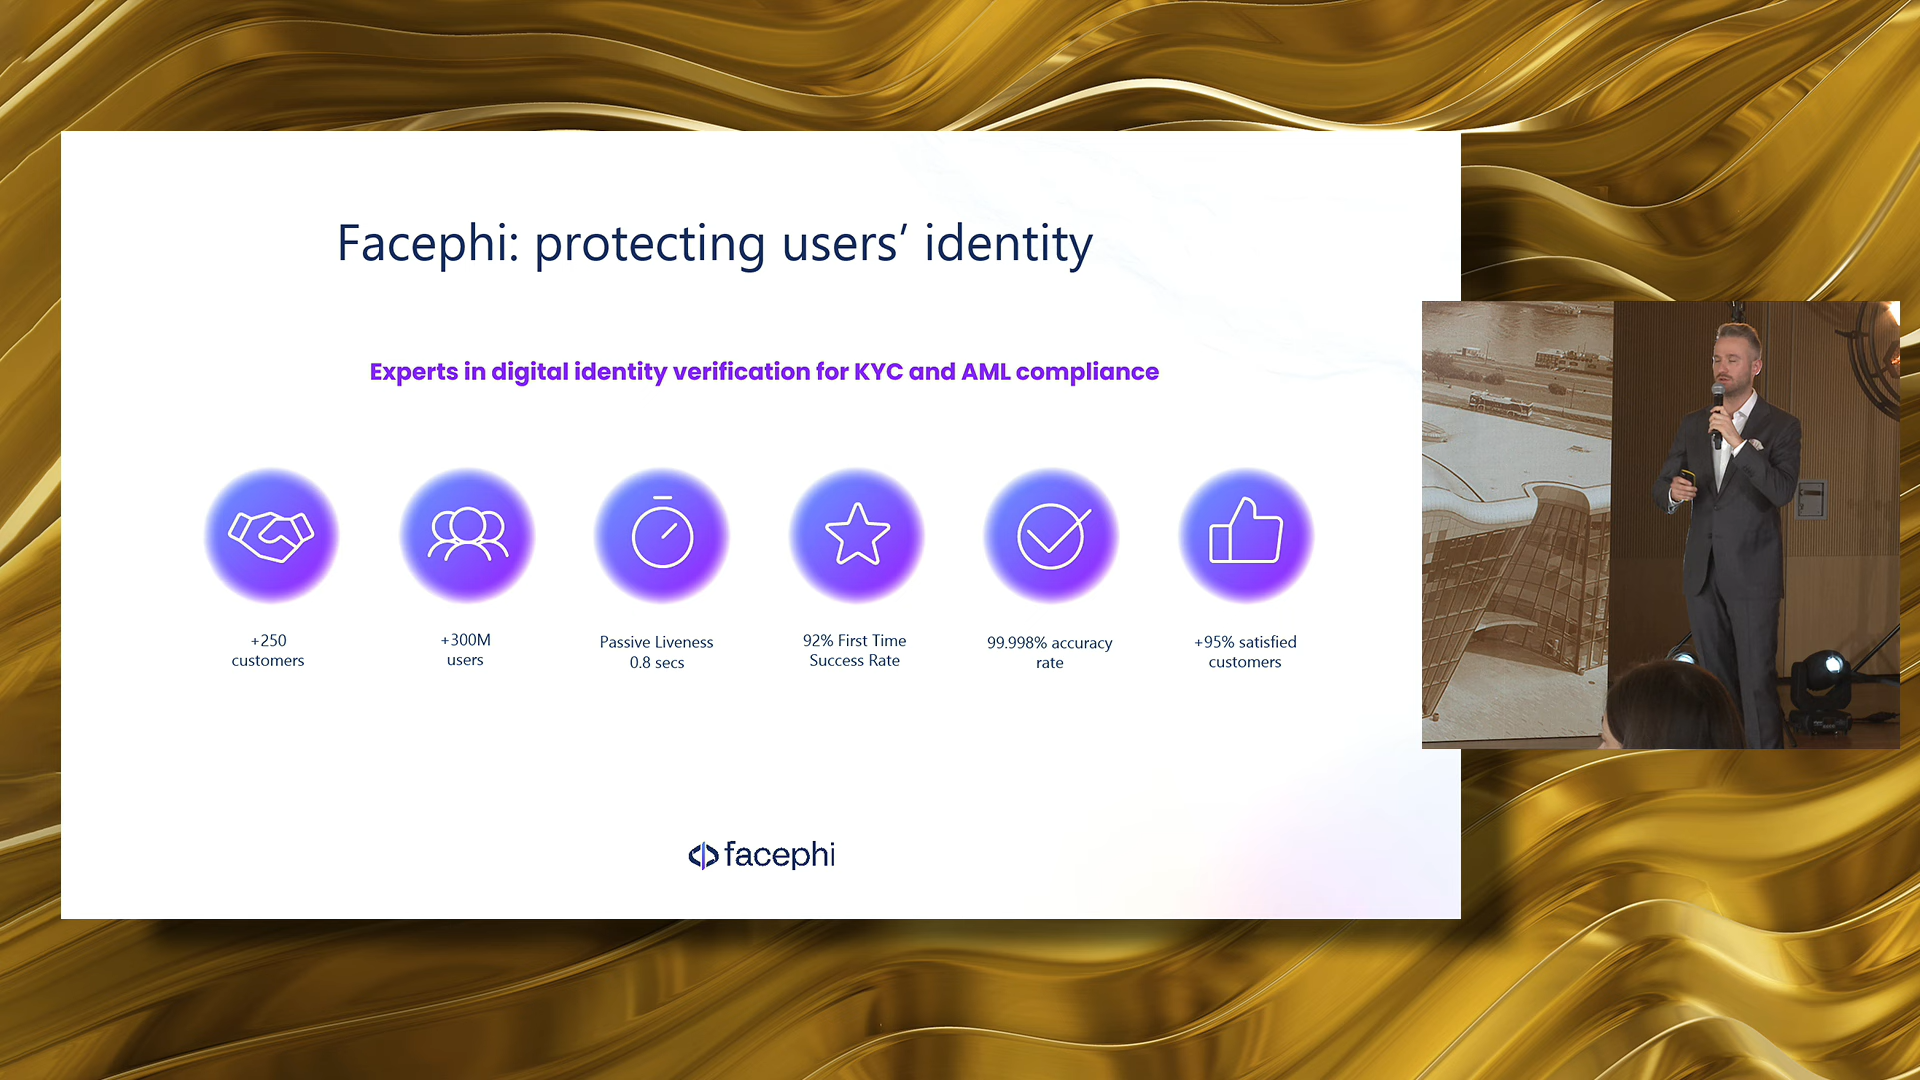 Facephi: protecting users’ identity
Experts in digital identity verification for KYC and AML compliance
+250
customers
+300M
users
Passive Liveness
0.8 secs
92% First Time
Success Rate
99.998% accuracy
rate
+95% satisfied
customers
facephi